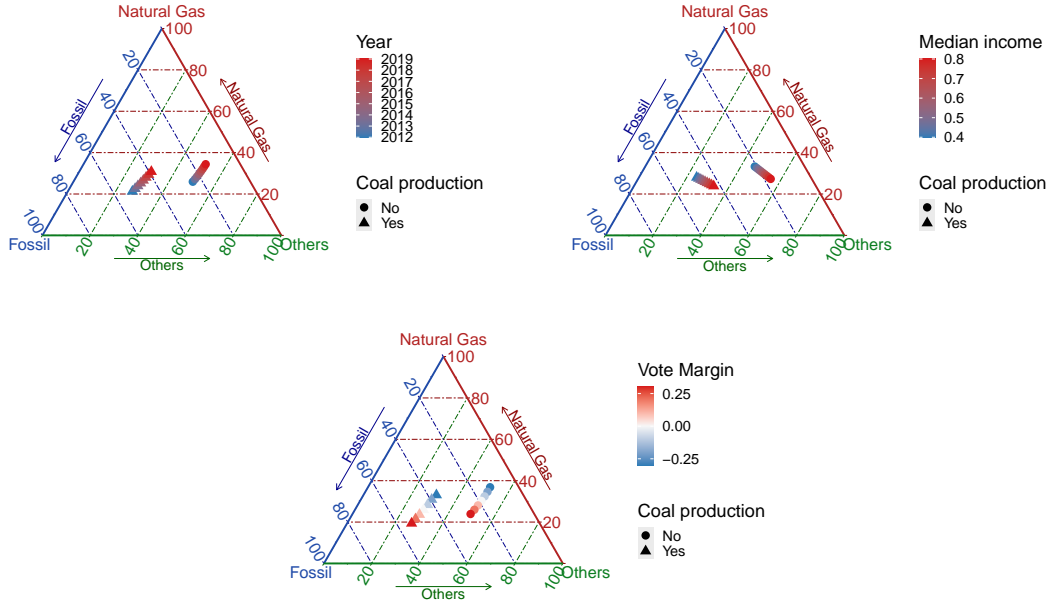 Natural Gas
100
20
80
40
60
60
40
80
20
100
Fossil
Natural Gas
Fossil
20
40
60
80
100
Others
Others
Year
2019
2018
2017
2016
2015
2014
2013
2012
Coal production
No
Yes
Natural Gas
100
20
80
40
60
60
40
80
20
100
Fossil
Natural Gas
Fossil
20
40
60
80
100
Others
Others
Median income
0.8
0.7
0.6
0.5
0.4
Coal production
No
Yes
Natural Gas
100
20
80
40
60
60
40
80
20
100
Fossil
Natural Gas
Fossil
20
40
60
80
100
Others
Others
Vote Margin
0.25
0.00
−0.25
Coal production
No
Yes